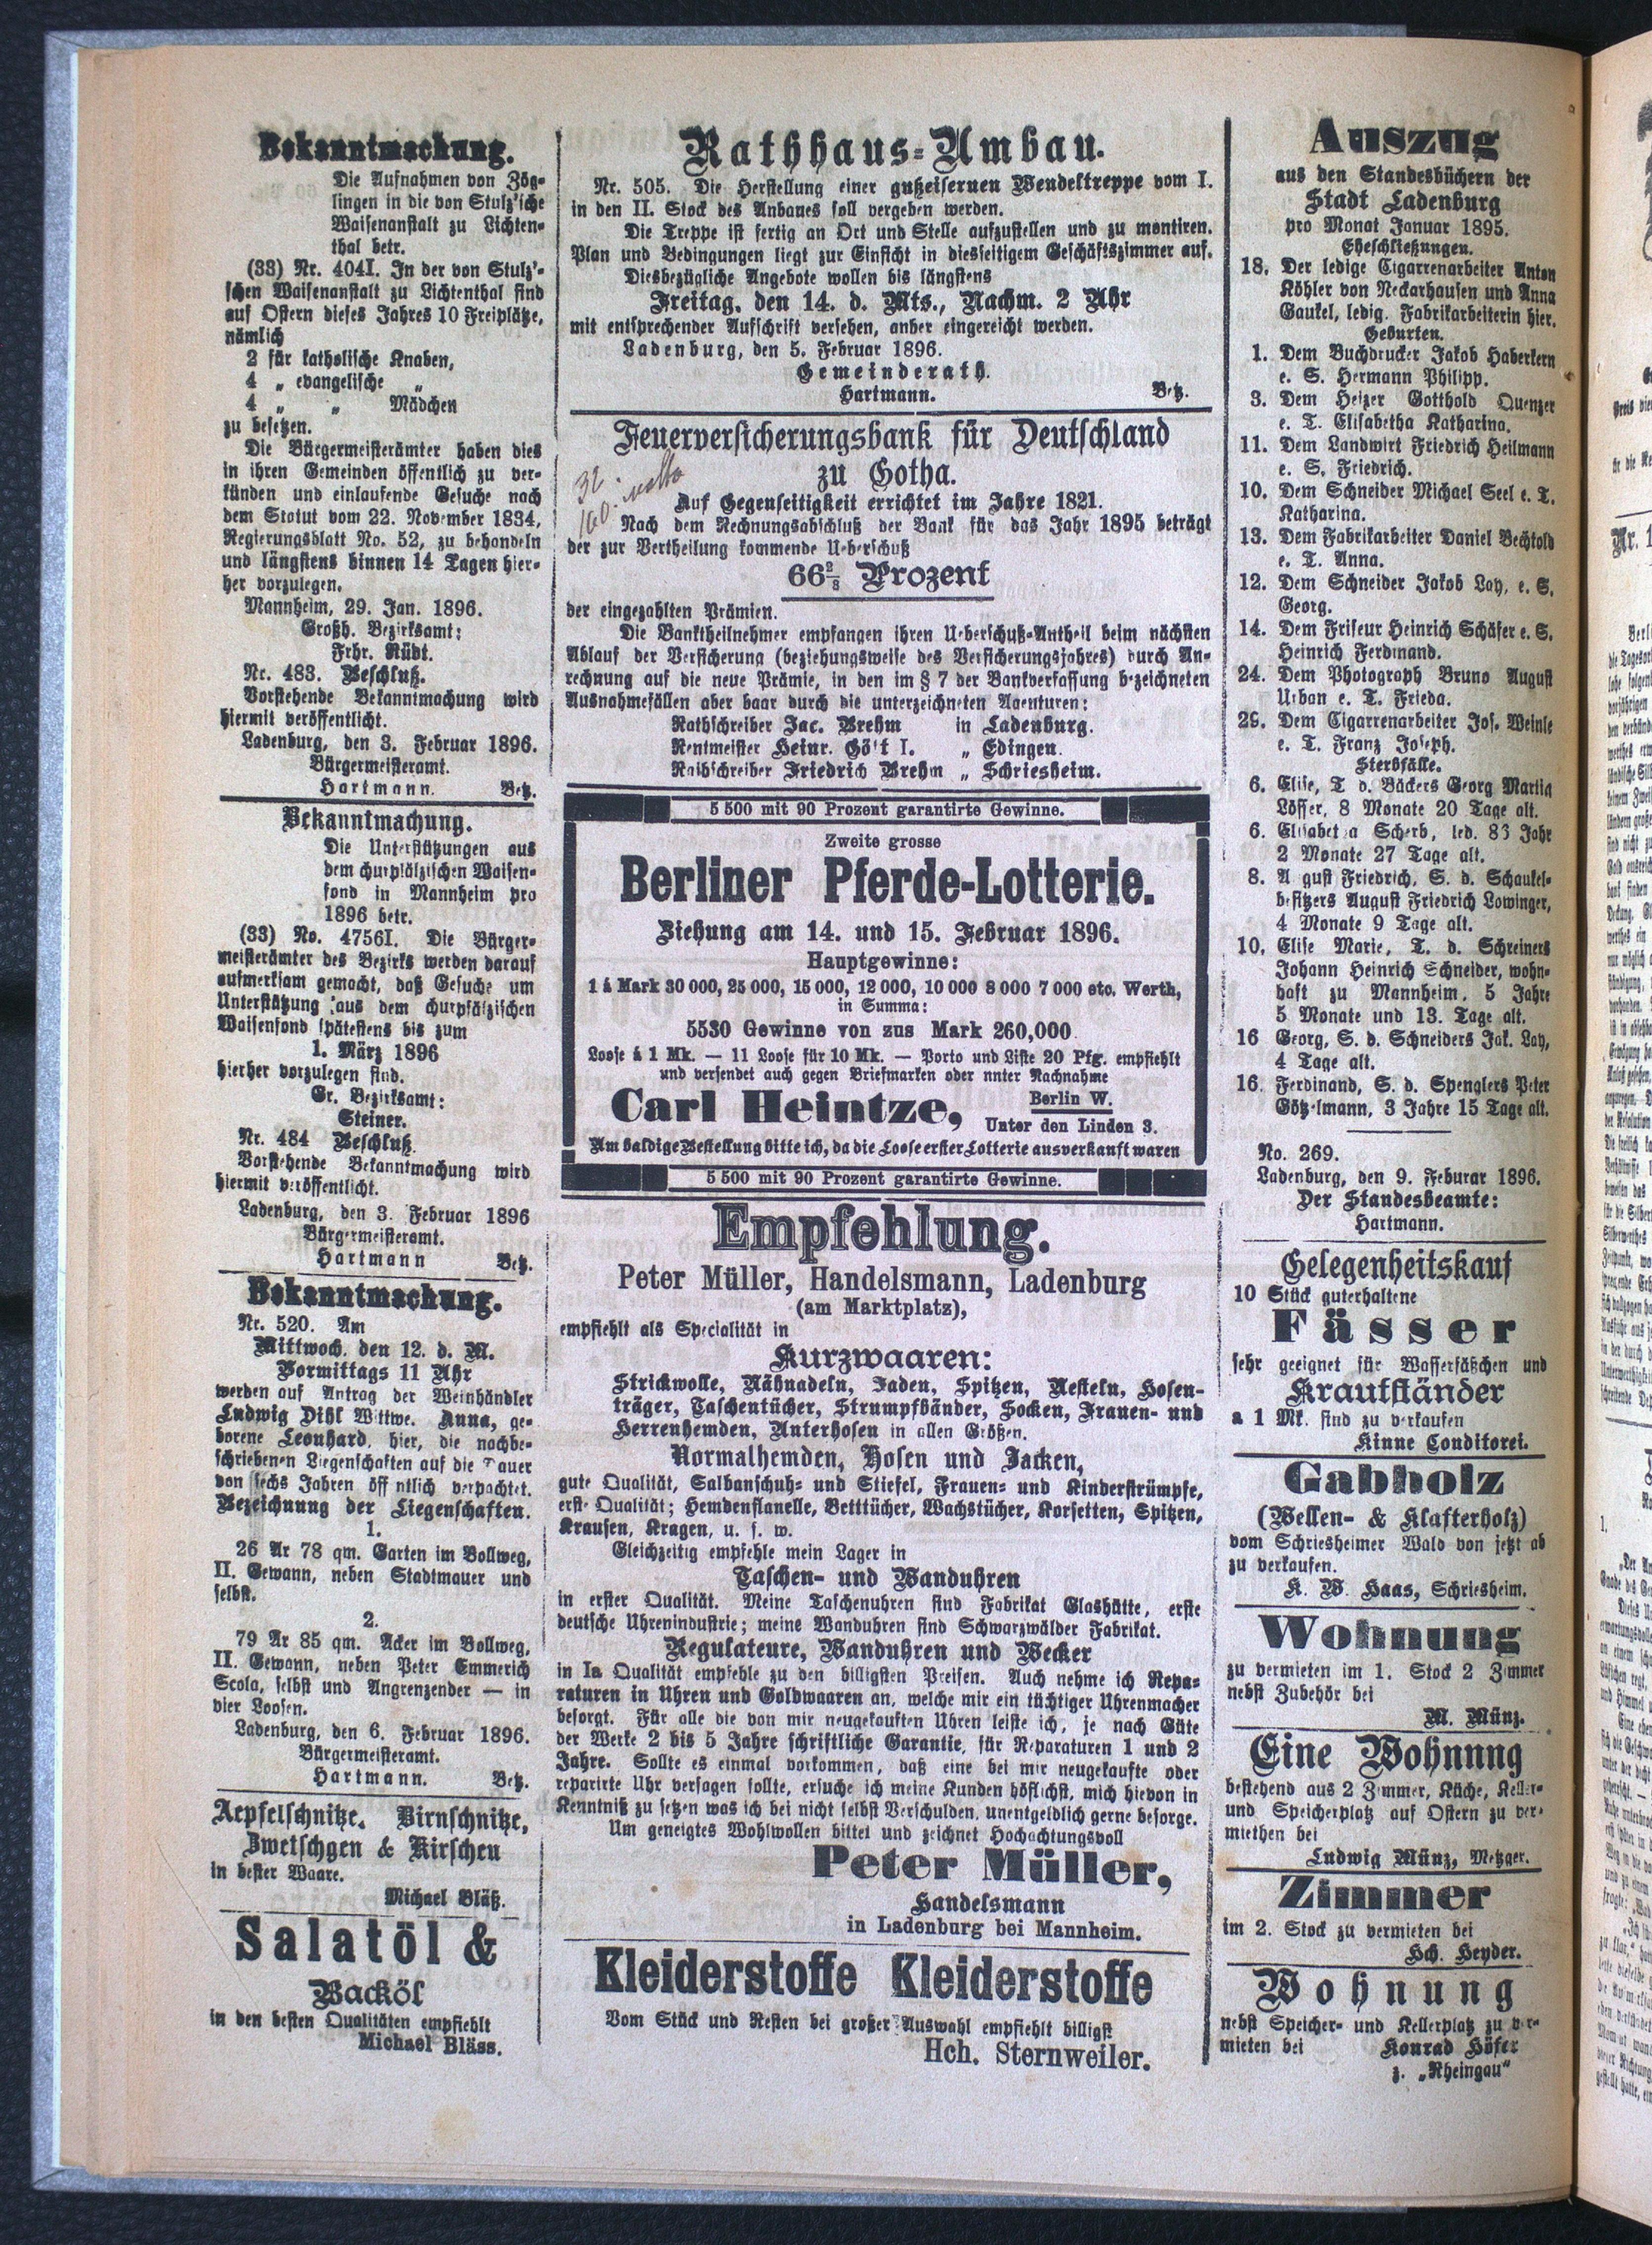 Bekanntmachung.
Die Aufnahmen von Zög-
lingen in die von Stulz'sche
Waisenanstalt zu Lichten-
thal betr.
(33) Nr. 404I. In der von Stulz'-
schen Waisenanstalt zu Lichtenthal sind
auf Ostern dieses Jahres 10 Freiplätze,
nämlich
2 für katholische Knaben,
4 „ evangelische „
4 „ „ Mädchen
zu besetzen.
Die Bürgermeisterämter haben dies
in ihren Gemeinden öffentlich zu ver-
künden und einlaufende Gesuche nach
dem Statut vom 22. November 1834,
Regierungsblatt No. 52, zu behandeln
und längstens binnen 14 Tagen hier-
her vorzulegen.
Mannheim, 29. Jan. 1896.
Großh. Bezirksamt:
Frhr. Rüdt.
Nr. 483. Beschluß.
Vorstehende Bekanntmachung wird
hiermit veröffentlicht.
Ladenburg, den 3. Februar 1896.
Bürgermeisteramt.
Hartmann. Betz.
Bekanntmachung.
Die Unterstützungen aus
dem churpfälzischen Waisen-
fond in Mannheim pro
1896 betr.
(33) No. 4756I. Die Bürger-
meisterämter des Bezirks werden darauf
aufmerksam gemacht, daß Gesuche um
Unterstützung aus dem churpfälzischen
Waisenfond spätestens bis zum
1. März 1896
hierher vorzulegen sind.
Gr. Bezirksamt:
Steiner.
Nr. 484 Beschluß.
Vorstehende Bekanntmachung wird
hiermit veröffentlicht.
Ladenburg, den 3. Februar 1896
Bürgermeisteramt.
Hartmann Betz.
Bekanntmachung.
Nr. 520. Am
Mittwoch, den 12. d. M.
Vormittags 11 Uhr
werden auf Antrag der Weinhändler
Ludwig Dihl Wittwe. Anna, ge-
borene Leonhard, hier, die nachbe-
schriebenen Liegenschaften auf die Dauer
von sechs Jahren öffentlich verpachtet.
Bezeichnung der Liegenschaften.
1.
26 Ar 78 qm. Garten im Bollweg,
II. Gewann, neben Stadtmauer und
selbst.
2.
79 Ar 85 qm. Acker im Bollweg,
II. Gewann, neben Peter Emmerich
Scola, selbst und Angrenzender — in
vier Loosen.
Ladenburg, den 6. Februar 1896.
Bürgermeisteramt.
Hartmann. Betz.
Aepfelschnitze, Birnschnitze,
Zwetschgen & Kirschen
in bester Waare.
Michael Bläß.
Salatöl &
Backöl
in den besten Qualitäten empfiehlt
Michael Bläss.
Rathhaus-Umbau.
Nr. 505. Die Herstellung einer gußeisernen Wendeltreppe vom I.
in den II. Stock des Anbaues soll vergeben werden.
Die Treppe ist fertig an Ort und Stelle aufzustellen und zu montiren.
Plan und Bedingungen liegt zur Einsicht in diesseitigem Geschäftszimmer auf.
Diesbezügliche Angebote wollen bis längstens
Freitag, den 14. d. Mts., Nachm. 2 Uhr
mit entsprechender Aufschrift versehen, anher eingereicht werden.
Ladenburg, den 5. Februar 1896.
Gemeinderath.
Hartmann. Betz.
Feuerversicherungsbank für Deutschland
zu Gotha.
32.
160.
Auf Gegenseitigkeit errichtet im Jahre 1821.
Nach dem Rechnungsabschluß der Bank für das Jahr 1895 beträgt
der zur Vertheilung kommende Ueberschuß
66⅔ Prozent
der eingezahlten Prämien.
Die Banktheilnehmer empfangen ihren Ueberschuß-Antheil beim nächsten
Ablauf der Versicherung (beziehungsweise des Versicherungsjahres) durch An-
rechnung auf die neue Prämie, in den im § 7 der Bankverfassung bezeichneten
Ausnahmefällen aber baar durch die unterzeichneten Agenturen:
Rathschreiber Jac. Brehm in Ladenburg.
Rentmeister Heinr. Gött I. „ Edingen.
Rathschreiber Friedrich Brehm „ Schriesheim.
5 500 mit 90 Prozent garantirte Gewinne.
Zweite grosse
Berliner Pferde-Lotterie.
Ziehung am 14. und 15. Februar 1896.
Hauptgewinne:
1 à Mark 30 000, 25 000, 15 000, 12 000, 10 000 8 000 7 000 etc. Werth,
in Summa:
5530 Gewinne von zus Mark 260,000
Loose à 1 Mk. — 11 Loose für 10 Mk. — Porto und Liste 20 Pfg. empfiehlt
und versendet auch gegen Briefmarken oder nnter Nachnahme
Carl Heintze, Berlin W.
Unter den Linden 3.
Um baldige Bestellung bitte ich, da die Loose erster Lotterie ausverkauft waren
5 500 mit 90 Prozent garantirte Gewinne.
Empfehlung.
Peter Müller, Handelsmann, Ladenburg
(am Marktplatz),
empfiehlt als Specialität in
Kurzwaaren:
Strickwolle, Nähnadeln, Faden, Spitzen, Nesteln, Hosen-
träger, Taschentücher, Strumpfbänder, Socken, Frauen- und
Herrenhemden, Unterhosen in allen Größen.
Normalhemden, Hosen und Jacken,
gute Qualität, Salbanschuh- und Stiefel, Frauen- und Kinderstrümpfe,
erste Qualität; Hemdenflanelle, Betttücher, Wachstücher, Korsetten, Spitzen,
Krausen, Kragen, u. s. w.
Gleichzeitig empfehle mein Lager in
Taschen- und Wanduhren
in erster Qualität. Meine Taschenuhren sind Fabrikat Glashütte, erste
deutsche Uhrenindustrie; meine Wanduhren sind Schwarzwälder Fabrikat.
Regulateure, Wanduhren und Wecker
in Ia Qualität empfehle zu den billigsten Preisen. Auch nehme ich Repa-
raturen in Uhren und Goldwaaren an, welche mir ein tüchtiger Uhrenmacher
besorgt. Für alle die von mir neugekauften Uhren leiste ich, je nach Güte
der Werke 2 bis 5 Jahre schriftliche Garantie, für Reparaturen 1 und 2
Jahre. Sollte es einmal vorkommen, daß eine bei mir neugekaufte oder
reparirte Uhr versagen sollte, ersuche ich meine Kunden höflichst, mich hievon in
Kenntniß zu setzen was ich bei nicht selbst Verschulden, unentgeldlich gerne besorge.
Um geneigtes Wohlwollen bittet und zeichnet Hochachtungsvoll
Peter Müller,
Handelsmann
in Ladenburg bei Mannheim.
Kleiderstoffe Kleiderstoffe
Vom Stück und Resten bei großer Auswahl empfiehlt billigst
Hch. Sternweiler.
Auszug
aus den Standesbüchern der
Stadt Ladenburg
pro Monat Januar 1895.
Eheschließungen.
18. Der ledige Cigarrenarbeiter Anton
Köhler von Neckarhausen und Anna
Gaukel, ledig. Fabrikarbeiterin hier.
Geburten.
1. Dem Buchdrucker Jakob Haberkern
e. S. Hermann Philipp.
3. Dem Heizer Gotthold Quenzer
e. T. Elisabetha Katharina.
11. Dem Landwirt Friedrich Heilmann
e. S. Friedrich.
10. Dem Schneider Michael Seel e. T.
Katharina.
13. Dem Fabrikarbeiter Daniel Bechtold
e. T. Anna.
12. Dem Schneider Jakob Lay, e. S.
Georg.
14. Dem Friseur Heinrich Schäfer e. S.
Heinrich Ferdinand.
24. Dem Photograph Bruno August
Urban e. T. Frieda.
29. Dem Cigarrenarbeiter Jos. Weinle
e. T. Franz Joseph.
Sterbfälle.
6. Elise, T d. Bäckers Georg Martin
Löffer, 8 Monate 20 Tage alt.
6. Elisabet a Scherb, led. 83 Jahr
2 Monate 27 Tage alt.
8. A gust Friedrich, S. d. Schaukel-
besitzers August Friedrich Lowinger,
4 Monate 9 Tage alt.
10. Elise Marie, T. d. Schreiners
Johann Heinrich Schneider, wohn-
haft zu Mannheim, 5 Jahre
5 Monate und 13. Tage alt.
16 Georg, S. d. Schneiders Jak. Lay,
4 Tage alt.
16. Ferdinand, S. d. Spenglers Peter
Götzelmann, 3 Jahre 15 Tage alt.
No. 269.
Ladenburg, den 9. Feburar 1896.
Der Standesbeamte:
Hartmann.
Gelegenheitskauf
10 Stück guterhaltene
Fässer
sehr geeignet für Wasserfäßchen und
Krautständer
a 1 Mk. sind zu verkaufen
Kinne Conditorei.
Gabholz
(Wellen- & Klafterholz)
vom Schriesheimer Wald von jetzt ab
zu verkaufen.
K. W. Haas, Schriesheim.
Wohnung
zu vermieten im 1. Stock 2 Zimmer
nebst Zubehör bei
M. Münz.
Eine Wohnnng
bestehend aus 2 Zimmer, Küche, Keller-
und Speicherplatz auf Ostern zu ver-
miethen bei
Ludwig Münz, Metzger.
Zimmer
im 2. Stock zu vermieten bei
Hch. Heyder.
Wohnung
nebst Speicher- und Kellerplatz zu ver-
mieten bei Konrad Höfer
z. „Rheingau“